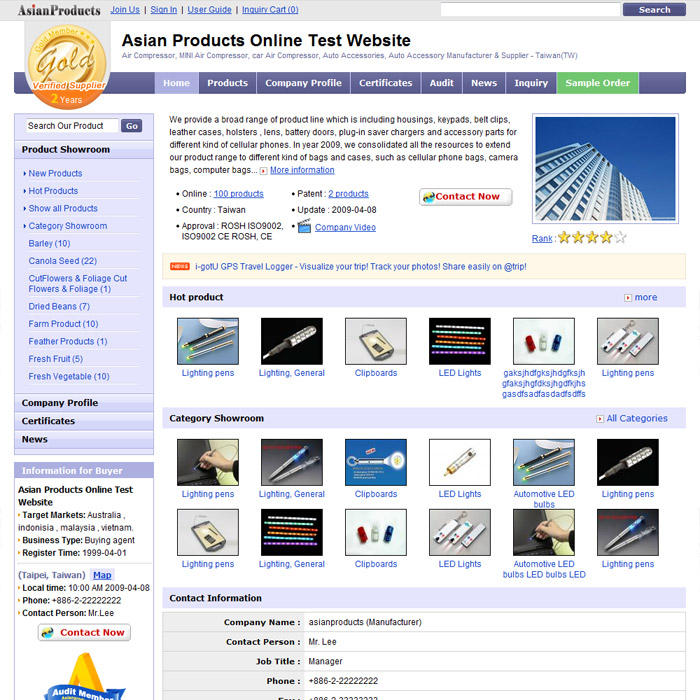 AsianProducts
Join Us | Sign In | User Guide | Inquiry Cart (0)
Search
Gold Member
Gold
Verified Supplier
2 Years
Asian Products Online Test Website
Air Compressor, MINI Air Compressor, car Air Compressor, Auto Accessories, Auto Accessory Manufacturer & Supplier - Taiwan(TW)
Home Products Company Profile Certificates Audit News Inquiry Sample Order
Search Our Product Go
Product Showroom
New Products
Hot Products
Show all Products
Category Showroom
Barley (10)
Canola Seed (22)
CutFlowers & Foliage Cut
Flowers & Foliage (1)
Dried Beans (7)
Farm Product (10)
Feather Products (1)
Fresh Fruit (5)
Fresh Vegetable (10)
Company Profile
Certificates
News
Information for Buyer
Asian Products Online Test
Website
Target Markets: Australia ,
indonisia , malaysia , vietnam.
Business Type: Buying agent
Register Time: 1999-04-01
(Taipei, Taiwan) Map
Local time: 10:00 AM 2009-04-08
Phone: +886-2-22222222
Contact Person: Mr.Lee
Contact Now
Audit Member
We provide a broad range of product line which is including housings, keypads, belt clips,
leather cases, holsters , lens, battery doors, plug-in saver chargers and accessory parts for
different kind of cellular phones. In year 2009, we consolidated all the resources to extend
our product range to different kind of bags and cases, such as cellular phone bags, camera
bags, computer bags... More information
• Online : 100 products
• Patent : 2 products
• Country : Taiwan
• Update : 2009-04-08
• Approval : ROSH ISO9002,
ISO9002 CE ROSH, CE
• Company Video
Contact Now
Rank :
NEWS i-gotU GPS Travel Logger - Visualize your trip! Track your photos! Share easily on @trip!
Hot product
more
Lighting pens
Lighting, General
Clipboards
LED Lights
gaksjhdfgksjhdgfksjh
gfaksjhgfdksjhgdfkjhs
gasdfsadfasdadfsdffs
Lighting pens
Category Showroom
All Categories
Lighting pens
Lighting, General
Clipboards
LED Lights
Automotive LED
bulbs
Lighting pens
Lighting pens
Lighting, General
Clipboards
LED Lights
Automotive LED
bulbs LED bulbs LED
Lighting pens
Contact Information
Company Name : asianproducts (Manufacturer)
Contact Person : Mr. Lee
Job Title : Manager
Phone : +886-2-22222222
Fax : +886-2-22222222